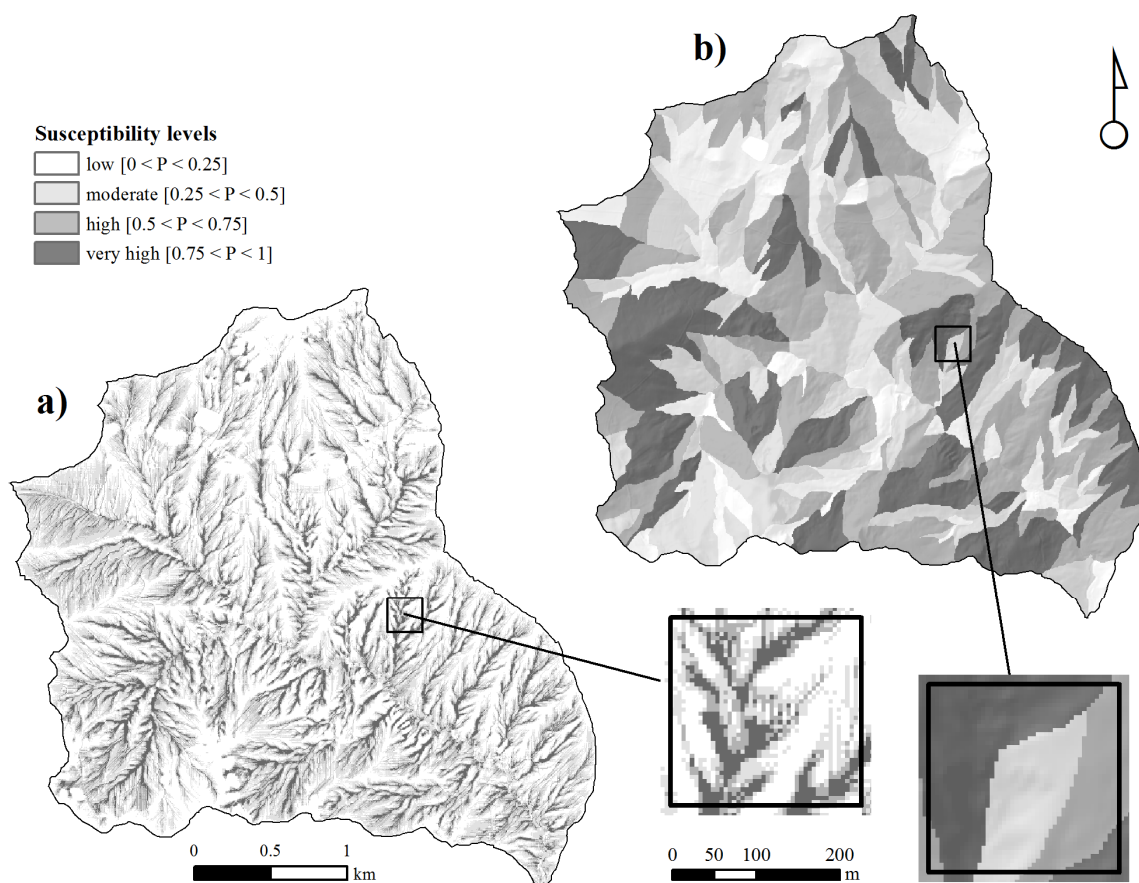 b)
Susceptibility levels
low [0 < P < 0.25]
moderate [0.25 < P < 0.5]
high [0.5 < P < 0.75]
very high [0.75 < P < 1]
a)
0 0.5 1
km
0 50 100 200
m